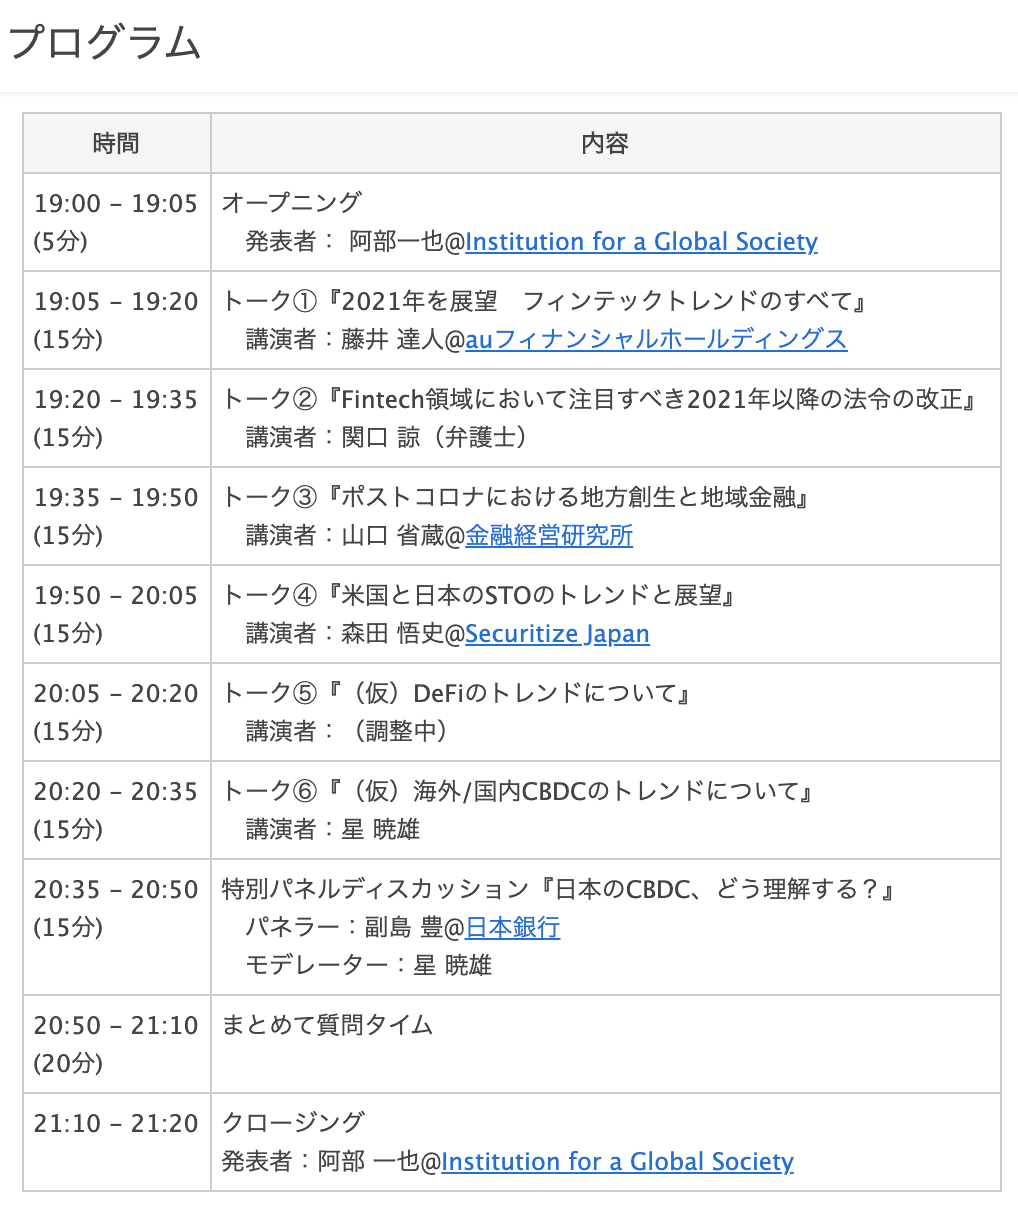 プログラム
時間 内容
19:00 – 19:05 オープニング
(5分) 発表者： 阿部一也@Institution for a Global Society
19:05 – 19:20 トーク①『2021年を展望　フィンテックトレンドのすべて』
(15分) 講演者：藤井 達人@auフィナンシャルホールディングス
19:20 – 19:35 トーク②『Fintech領域において注目すべき2021年以降の法令の改正』
(15分) 講演者：関口 諒（弁護士）
19:35 – 19:50 トーク③『ポストコロナにおける地方創生と地域金融』
(15分) 講演者：山口 省蔵@金融経営研究所
19:50 – 20:05 トーク④『米国と日本のSTOのトレンドと展望』
(15分) 講演者：森田 悟史@Securitize Japan
20:05 – 20:20 トーク⑤『（仮）DeFiのトレンドについて』
(15分) 講演者：（調整中）
20:20 – 20:35 トーク⑥『（仮）海外/国内CBDCのトレンドについて』
(15分) 講演者：星 暁雄
20:35 – 20:50 特別パネルディスカッション『日本のCBDC、どう理解する？』
(15分) パネラー：副島 豊@日本銀行
モデレーター：星 暁雄
20:50 – 21:10 まとめて質問タイム
(20分)
21:10 – 21:20 クロージング
発表者：阿部 一也@Institution for a Global Society